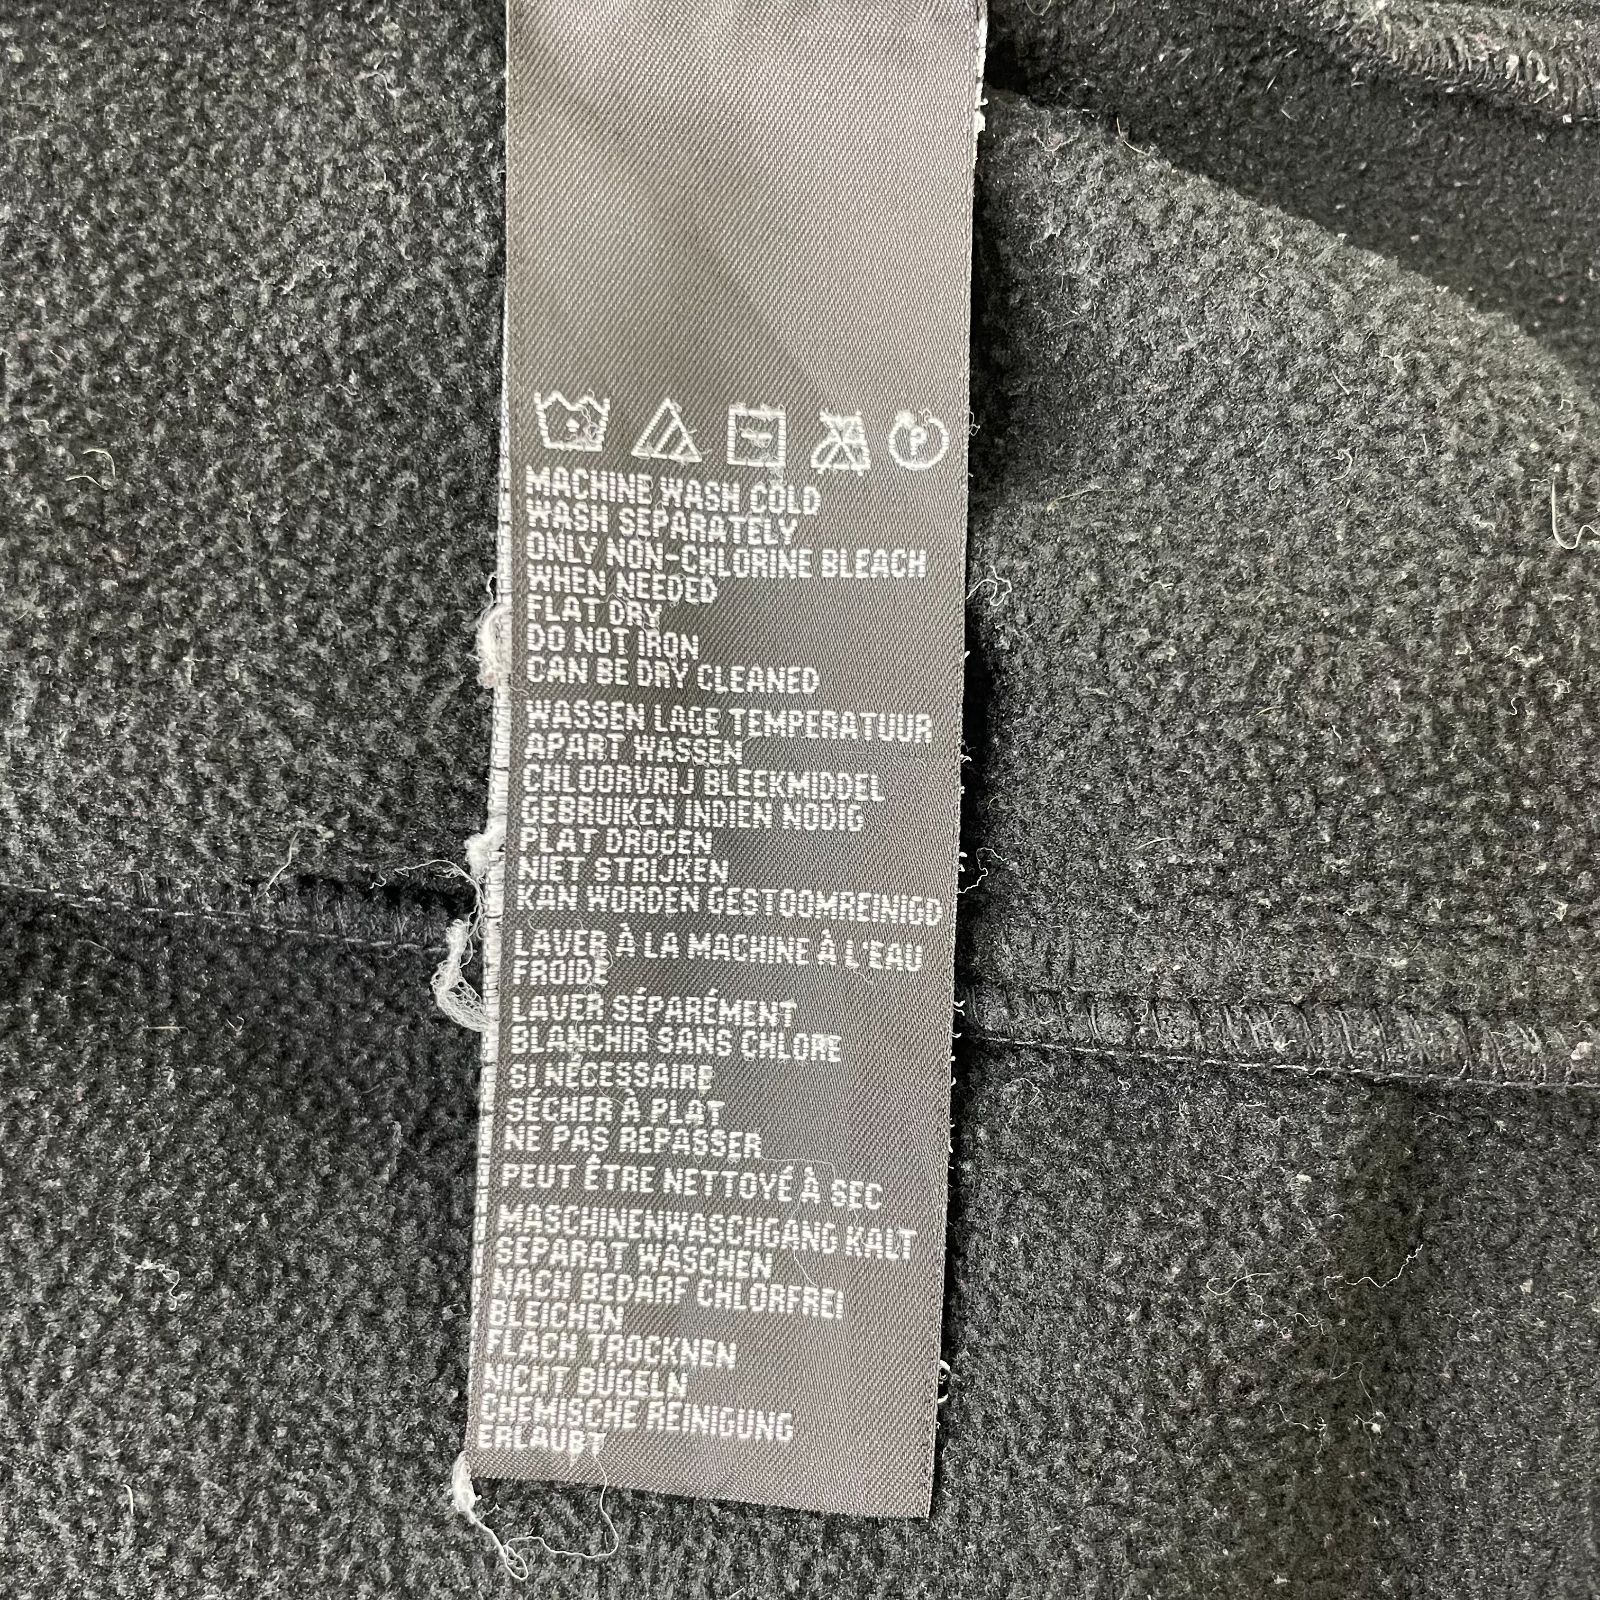 MACHINE WASH COLD
WASH SEPARATELY
ONLY NON-CHLORINE BLEACH
WHEN NEEDED
FLAT DRY
DO NOT IRON
CAN BE DRY CLEANED
WASSEN LAGE TEMPERATUUR
APART WASSEN
CHLOORVRIJ BLEEKMIDDEL
GEBRUIKEN INDIEN NODIG
PLAT DROGEN
NIET STRIJKEN
KAN WORDEN GESTOOMREINIGD
LAVER À LA MACHINE À L'EAU
FROIDE
LAVER SÉPARÉMENT
BLANCHIR SANS CHLORE
SI NÉCESSAIRE
SÉCHER À PLAT
NE PAS REPASSER
PEUT ÊTRE NETTOYÉ À SEC
MASCHINENWASCHGANG KALT
SEPARAT WASCHEN
NACH BEDARF CHLORFREI
BLEICHEN
FLACH TROCKNEN
NICHT BÜGELN
CHEMISCHE REINIGUNG
ERLAUBT